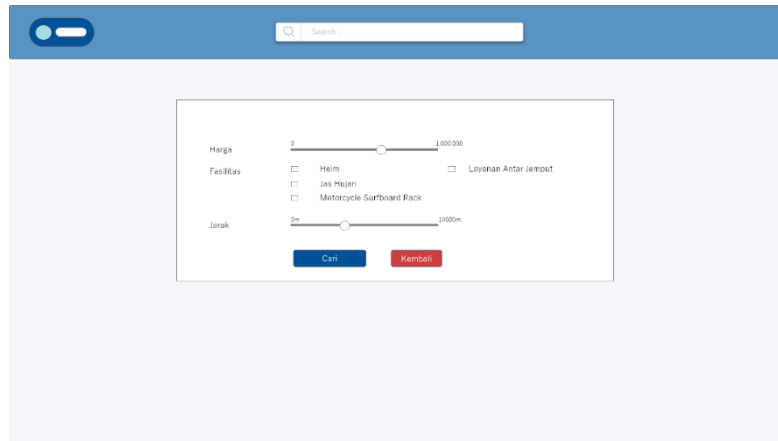 Search ..
Harga
0
1.000.000
Fasilitas
Helm
Layanan Antar Jemput
Jas Hujan
Motorcycle Surfboard Rack
Jarak
0m
10000m
Cari
Kembali